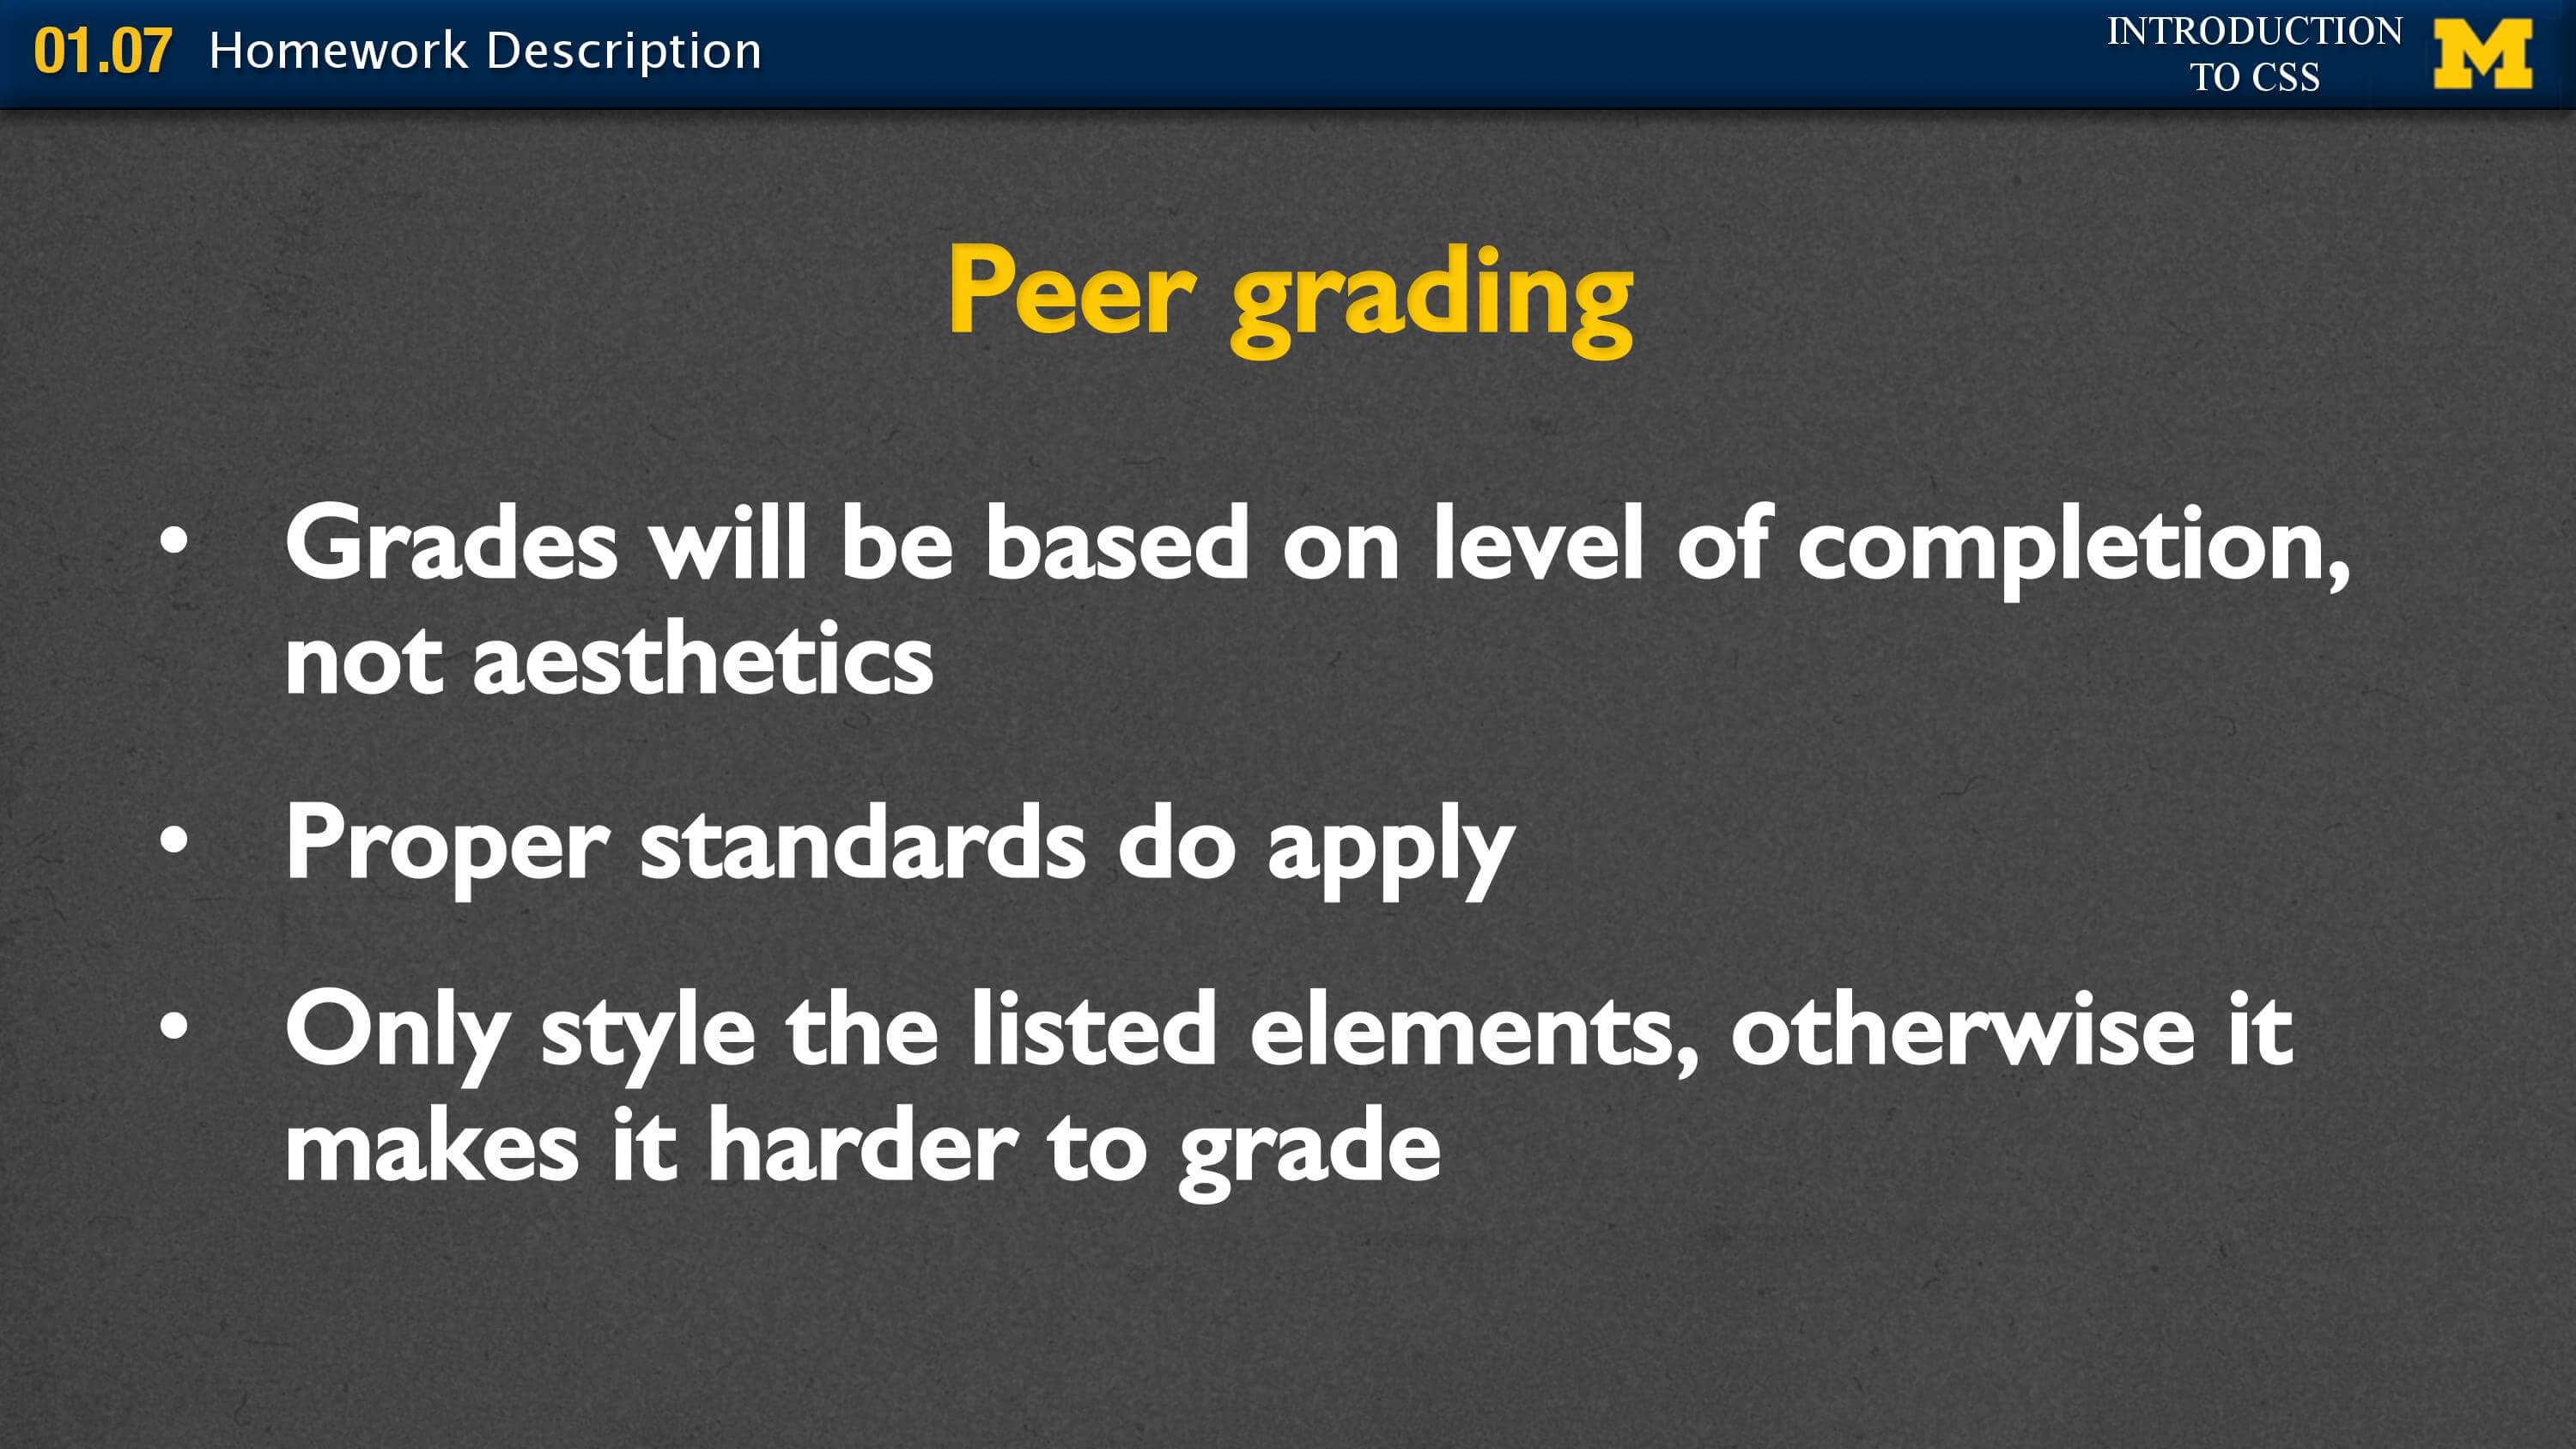 01.07 Homework Description
INTRODUCTION
TO CSS
M
Peer grading
• Grades will be based on level of completion,
not aesthetics
• Proper standards do apply
• Only style the listed elements, otherwise it
makes it harder to grade